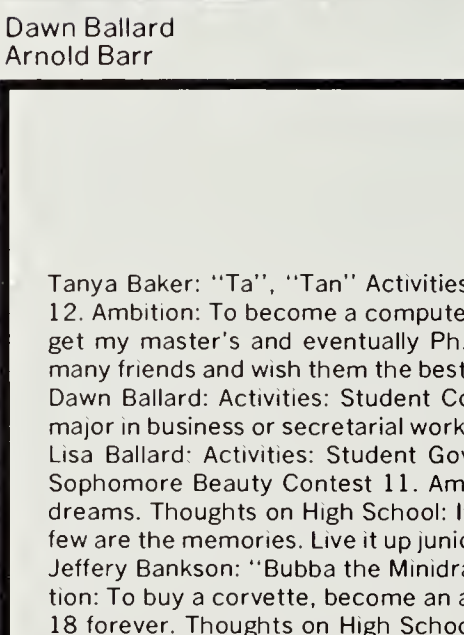 Dawn Ballard
Arnold Barr
Tanya Baker: "Ta", "Tan" Activities
12. Ambition: To become a compute
get my master's and eventually Ph.
many friends and wish them the best
Dawn Ballard: Activities: Student Co
major in business or secretarial work
Lisa Ballard: Activities: Student Gov
Sophomore Beauty Contest 11. Am
dreams. Thoughts on High School: I
few are the memories. Live it up junio
Jeffery Bankson: "Bubba the Minidra
tion: To buy a corvette, become an a
18 forever. Thoughts on High Schoo